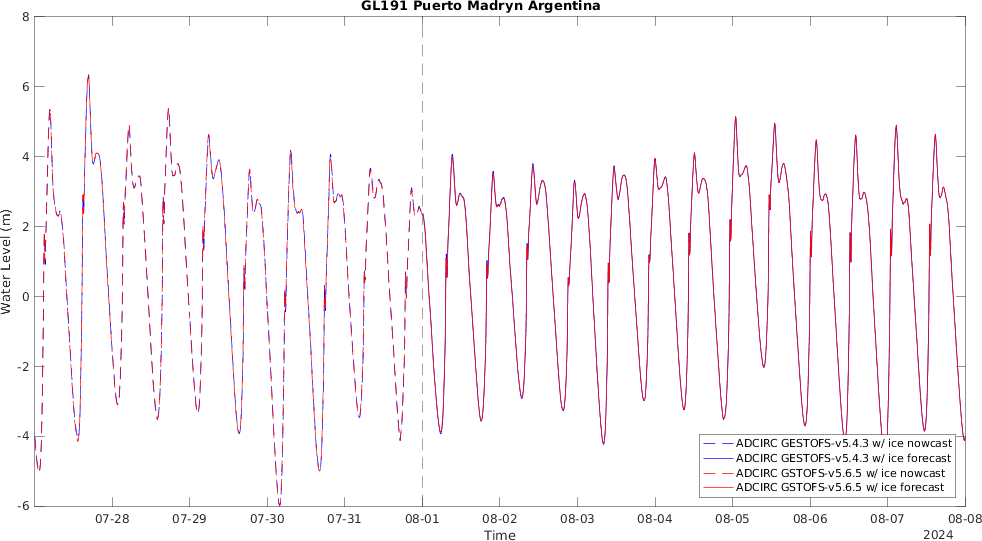 GL191 Puerto Madryn Argentina
8
6
4
2
0
-2
-4
-6
Water Level (m)
ADCIRC GESTOFS-v5.4.3 w/ ice nowcast
ADCIRC GESTOFS-v5.4.3 w/ ice forecast
ADCIRC GSTOFS-v5.6.5 w/ ice nowcast
ADCIRC GSTOFS-v5.6.5 w/ ice forecast
07-28 07-29 07-30 07-31 08-01 08-02 08-03 08-04 08-05 08-06 08-07 08-08
Time
2024